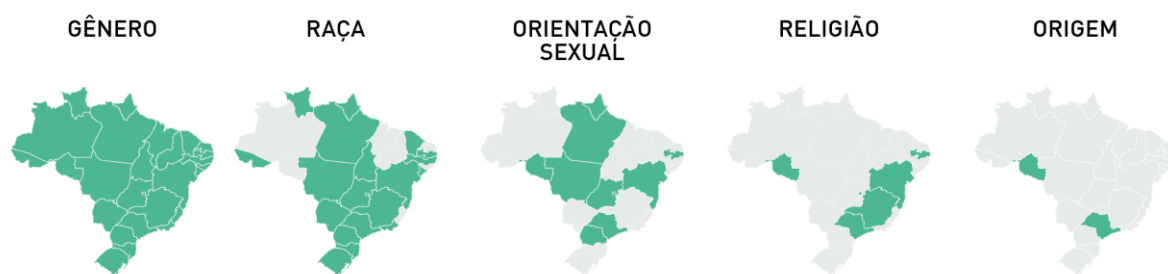 GÊNERO
RAÇA
ORIENTAÇÃO
SEXUAL
RELIGIÃO
ORIGEM